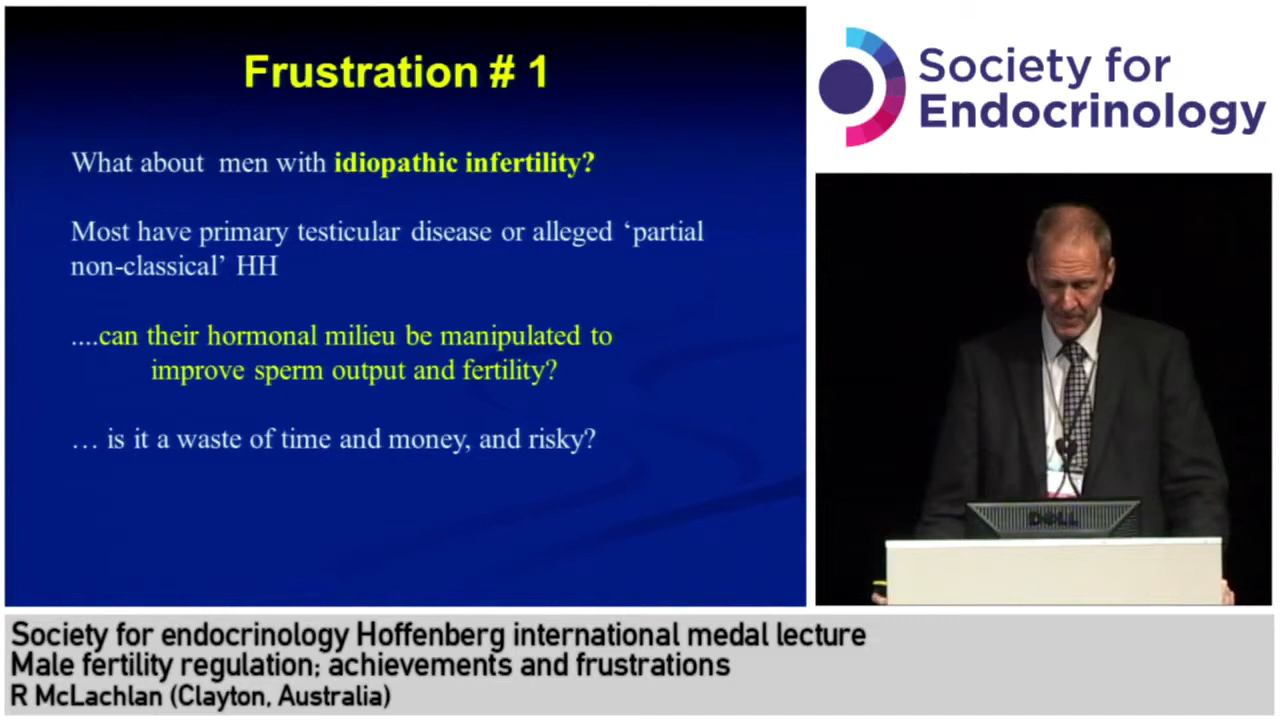 Frustration # 1
What about men with idiopathic infertility?
Most have primary testicular disease or alleged ‘partial
non-classical’ HH
....can their hormonal milieu be manipulated to
improve sperm output and fertility?
… is it a waste of time and money, and risky?
Society for
Endocrinology
DELL
Society for endocrinology Hoffenberg international medal lecture
Male fertility regulation; achievements and frustrations
R McLachlan (Clayton, Australia)